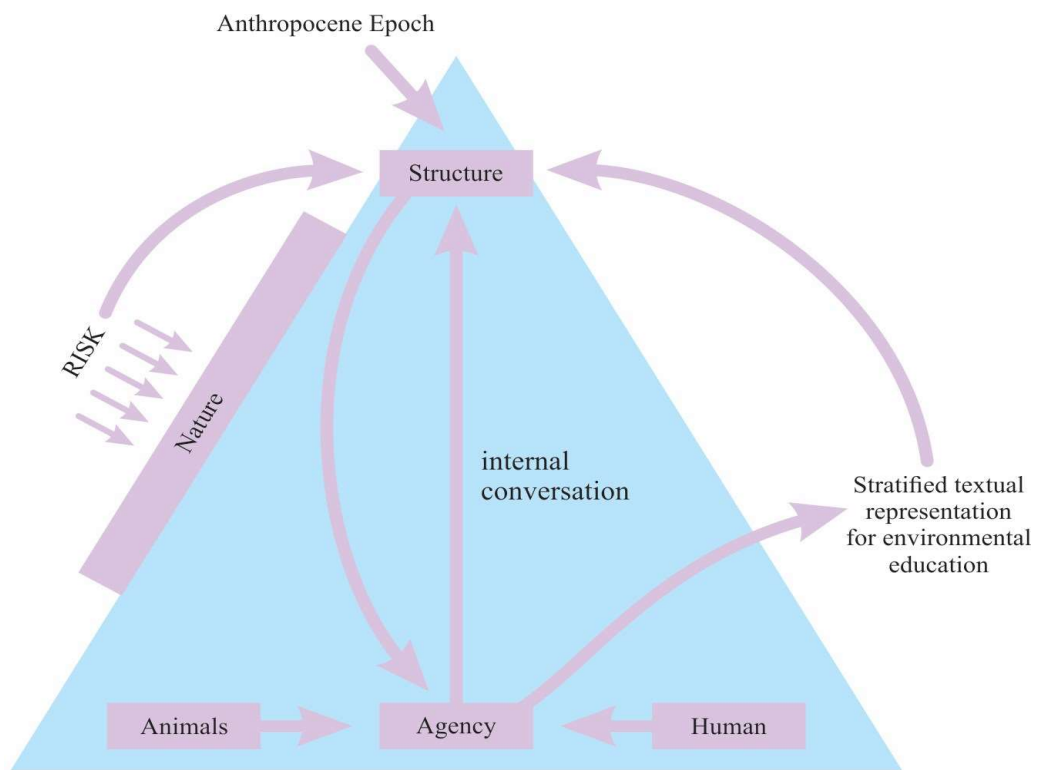 Anthropocene Epoch
Structure
RISK
Nature
internal
conversation
Stratified textual
representation
for environmental
education
Animals
Agency
Human